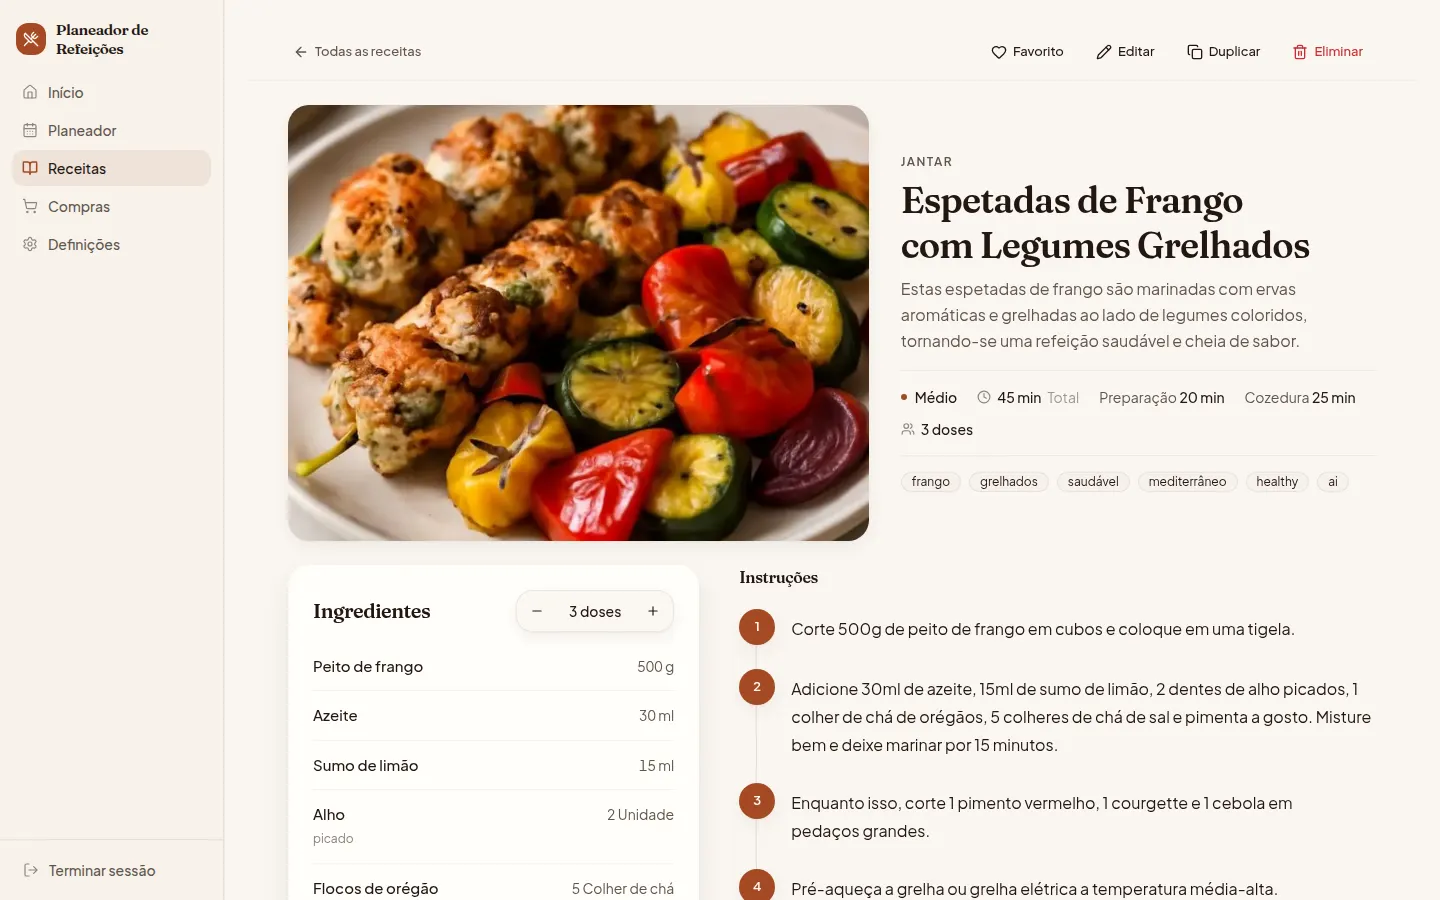 Planeador de
Refeições
Início
Planeador
Receitas
Compras
Definições
Terminar sessão
Todas as receitas
Favorito
Editar
Duplicar
Eliminar
JANTAR
Espetadas de Frango
com Legumes Grelhados
Estas espetadas de frango são marinadas com ervas
aromáticas e grelhadas ao lado de legumes coloridos,
tornando-se uma refeição saudável e cheia de sabor.
Médio 45 min Total Preparação 20 min Cozedura 25 min
3 doses
frango grelhados saudável mediterrâneo healthy ai
Ingredientes
− 3 doses +
Peito de frango 500 g
Azeite 30 ml
Sumo de limão 15 ml
Alho 2 Unidade
picado
Flocos de orégão 5 Colher de chá
Instruções
1 Corte 500g de peito de frango em cubos e coloque em uma tigela.
2 Adicione 30ml de azeite, 15ml de sumo de limão, 2 dentes de alho picados, 1
colher de chá de orégãos, 5 colheres de chá de sal e pimenta a gosto. Misture
bem e deixe marinar por 15 minutos.
3 Enquanto isso, corte 1 pimento vermelho, 1 courgette e 1 cebola em
pedaços grandes.
4 Pré-aqueça a grelha ou grelha elétrica a temperatura média-alta.